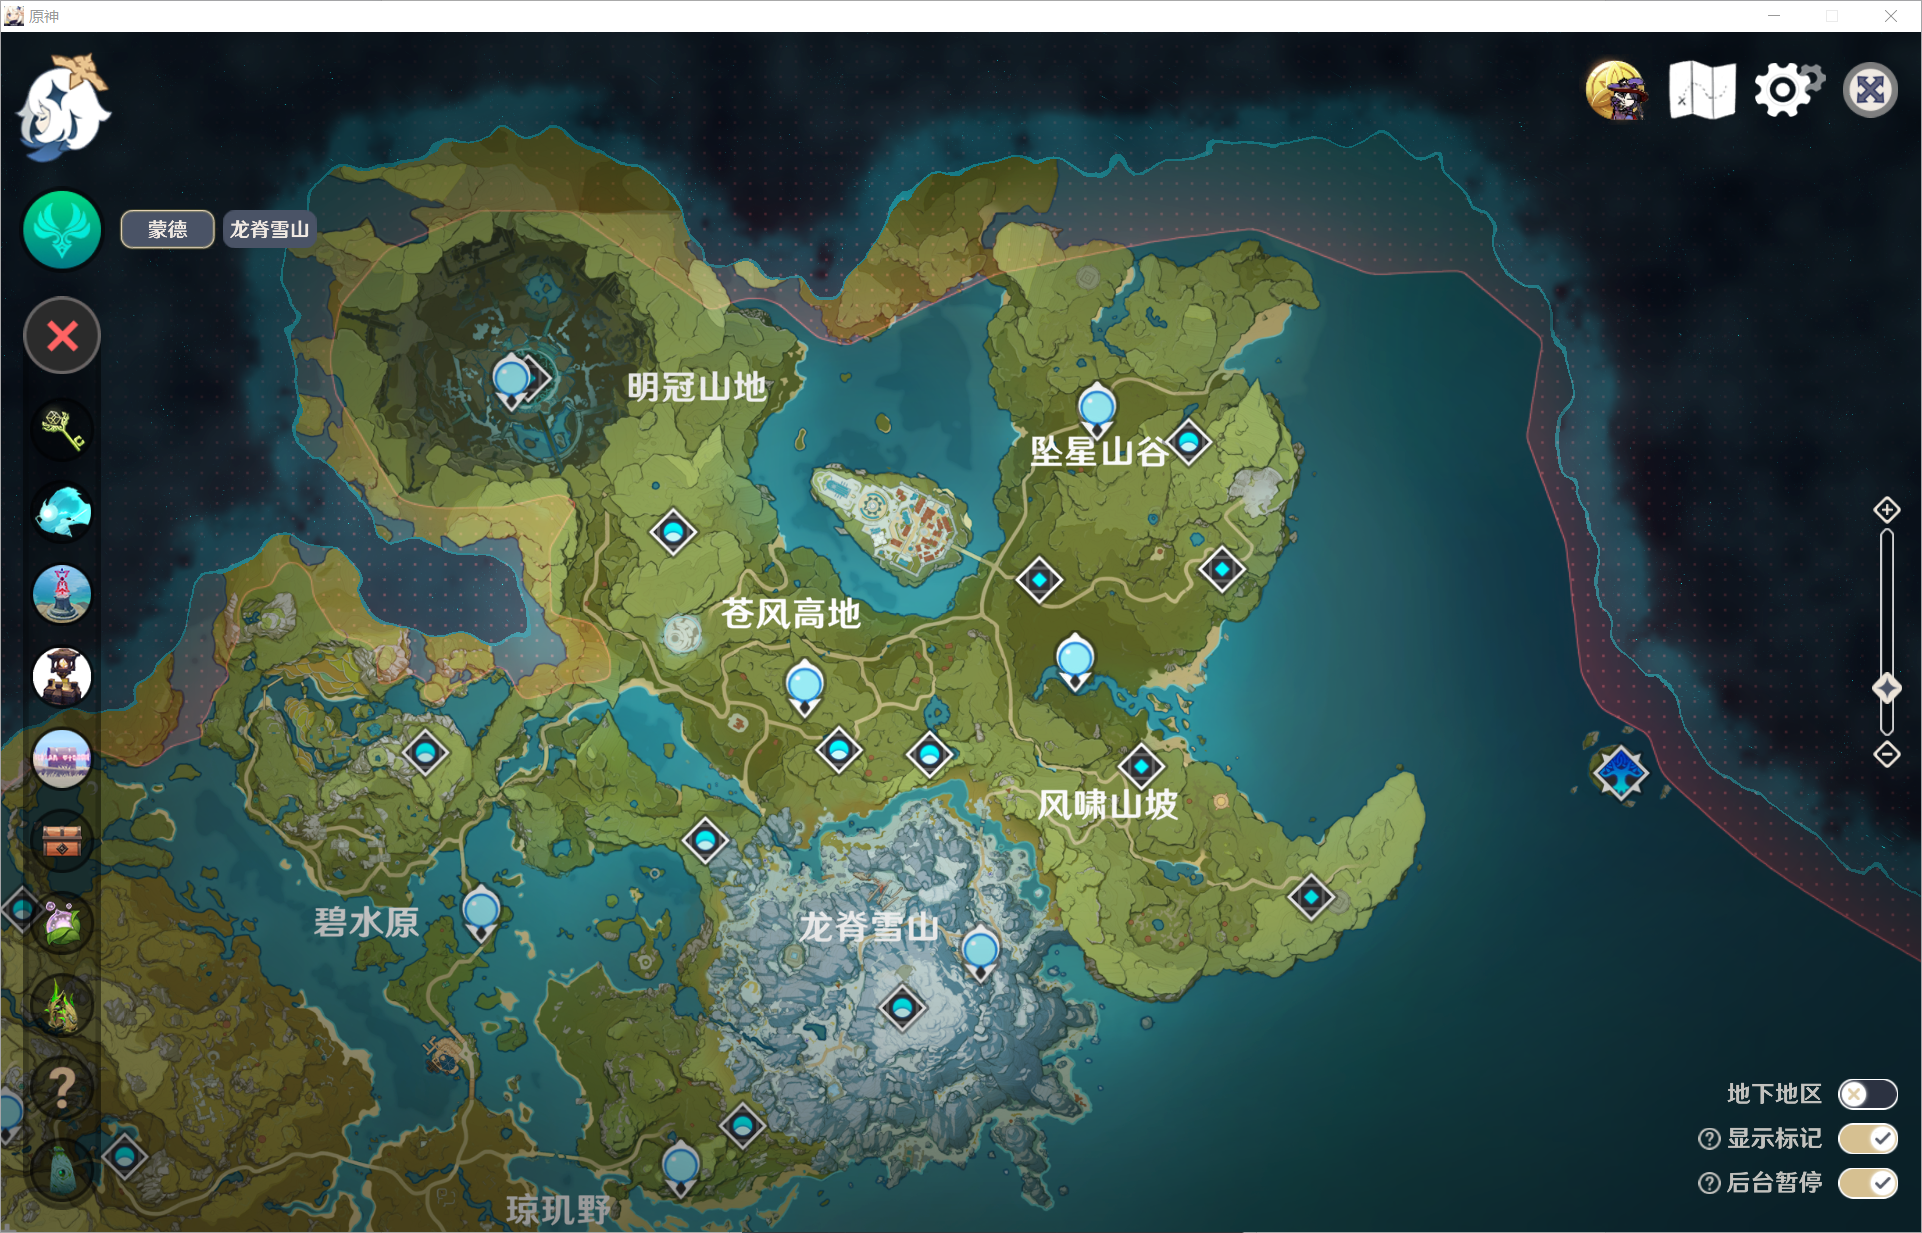 原神
蒙德
龙脊雪山
明冠山地
坠星山谷
苍风高地
风啸山坡
碧水原
龙脊雪山
琼玑野
地下地区
显示标记
后台暂停